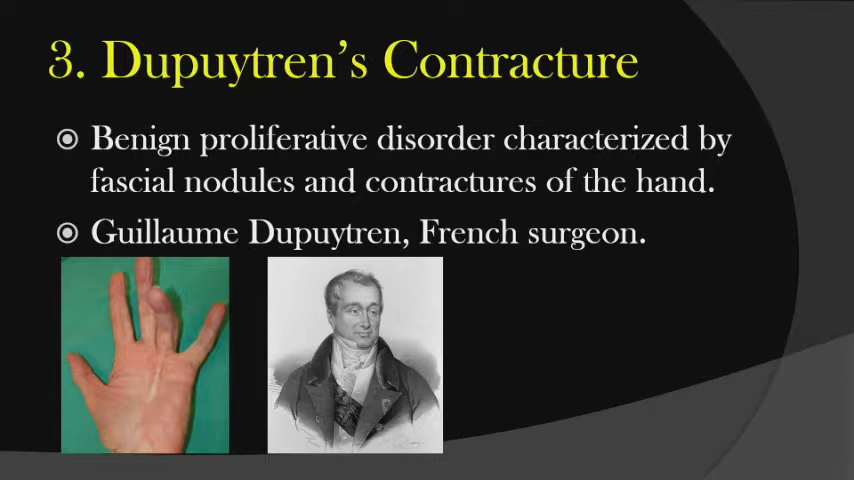 3. Dupuytren’s Contracture
Benign proliferative disorder characterized by
fascial nodules and contractures of the hand.
Guillaume Dupuytren, French surgeon.